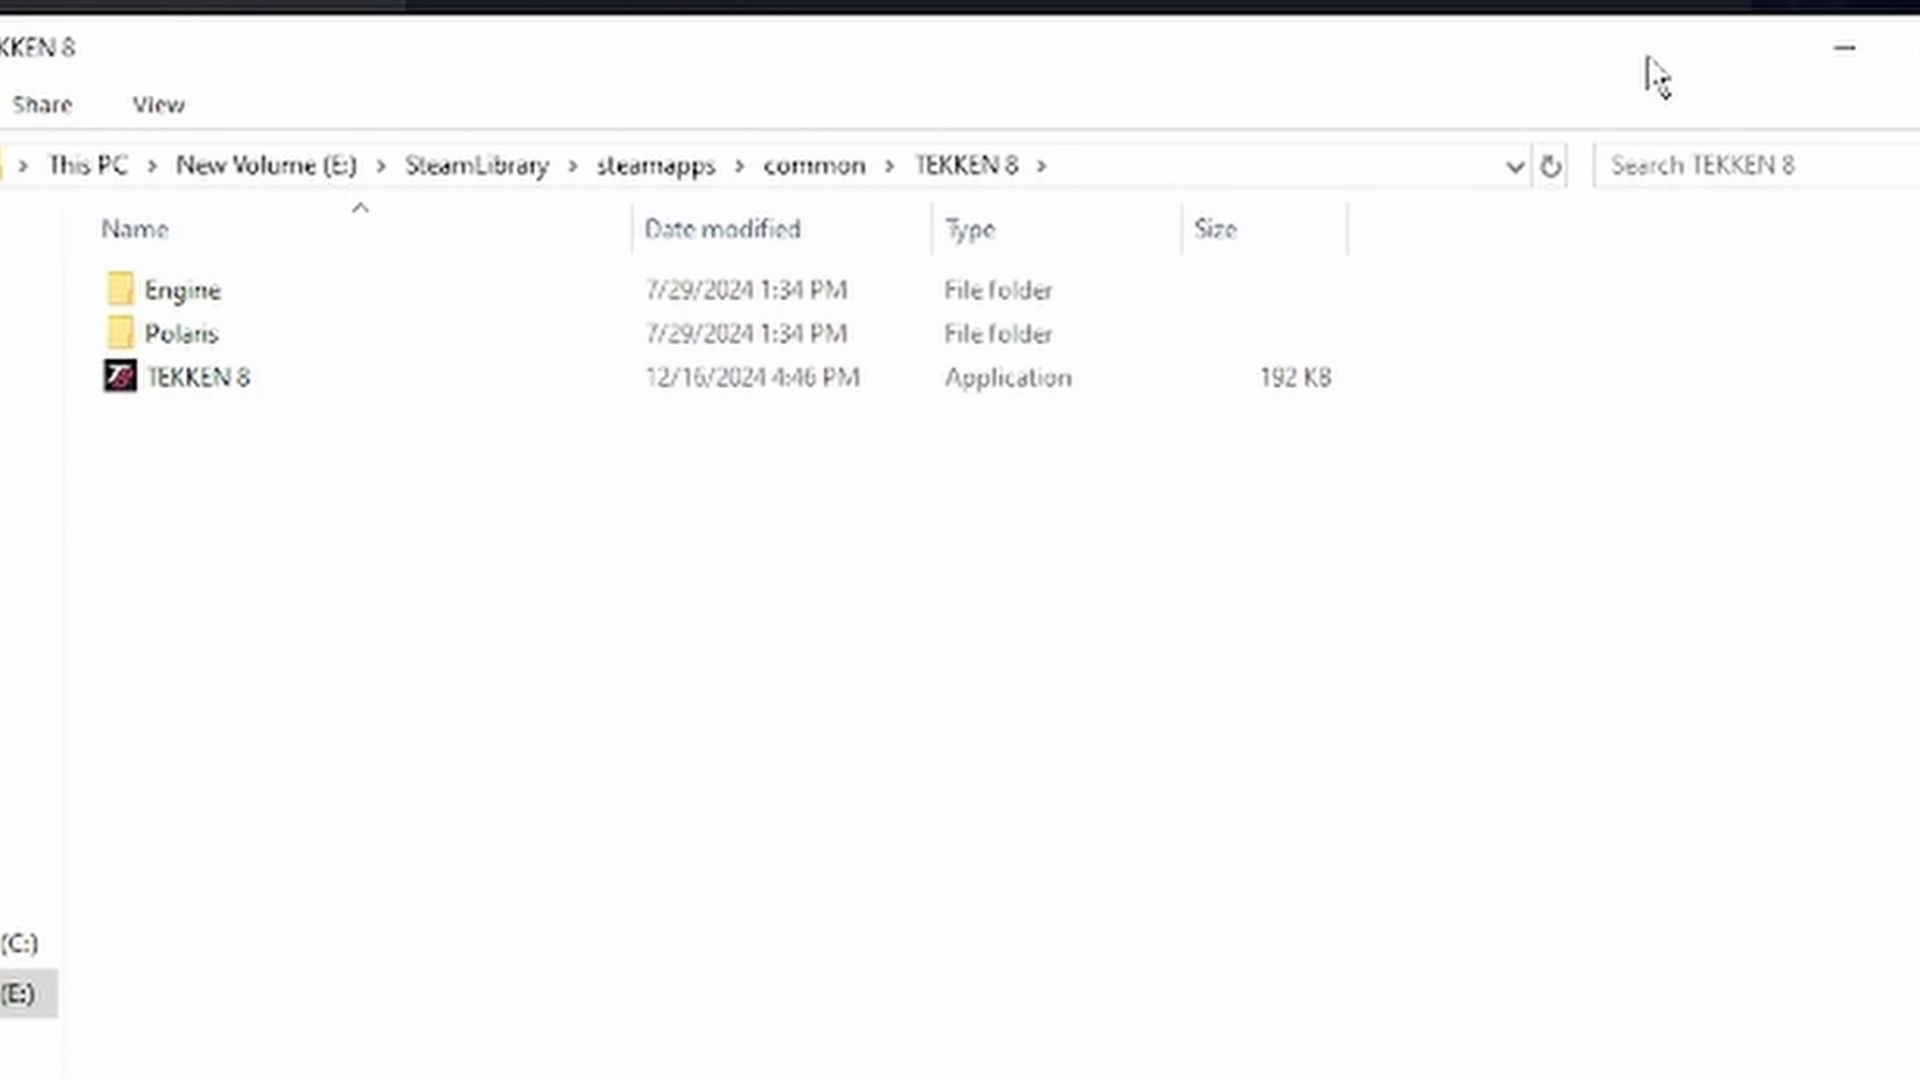 KKEN 8
Share View
This PC > New Volume (E:) > SteamLibrary > steamapps > common > TEKKEN 8 > Search TEKKEN 8
Name Date modified Type Size
Engine 7/29/2024 1:34 PM File folder
Polaris 7/29/2024 1:34 PM File folder
TEKKEN 8 12/16/2024 4:46 PM Application 192 KB
(C:)
(E:)